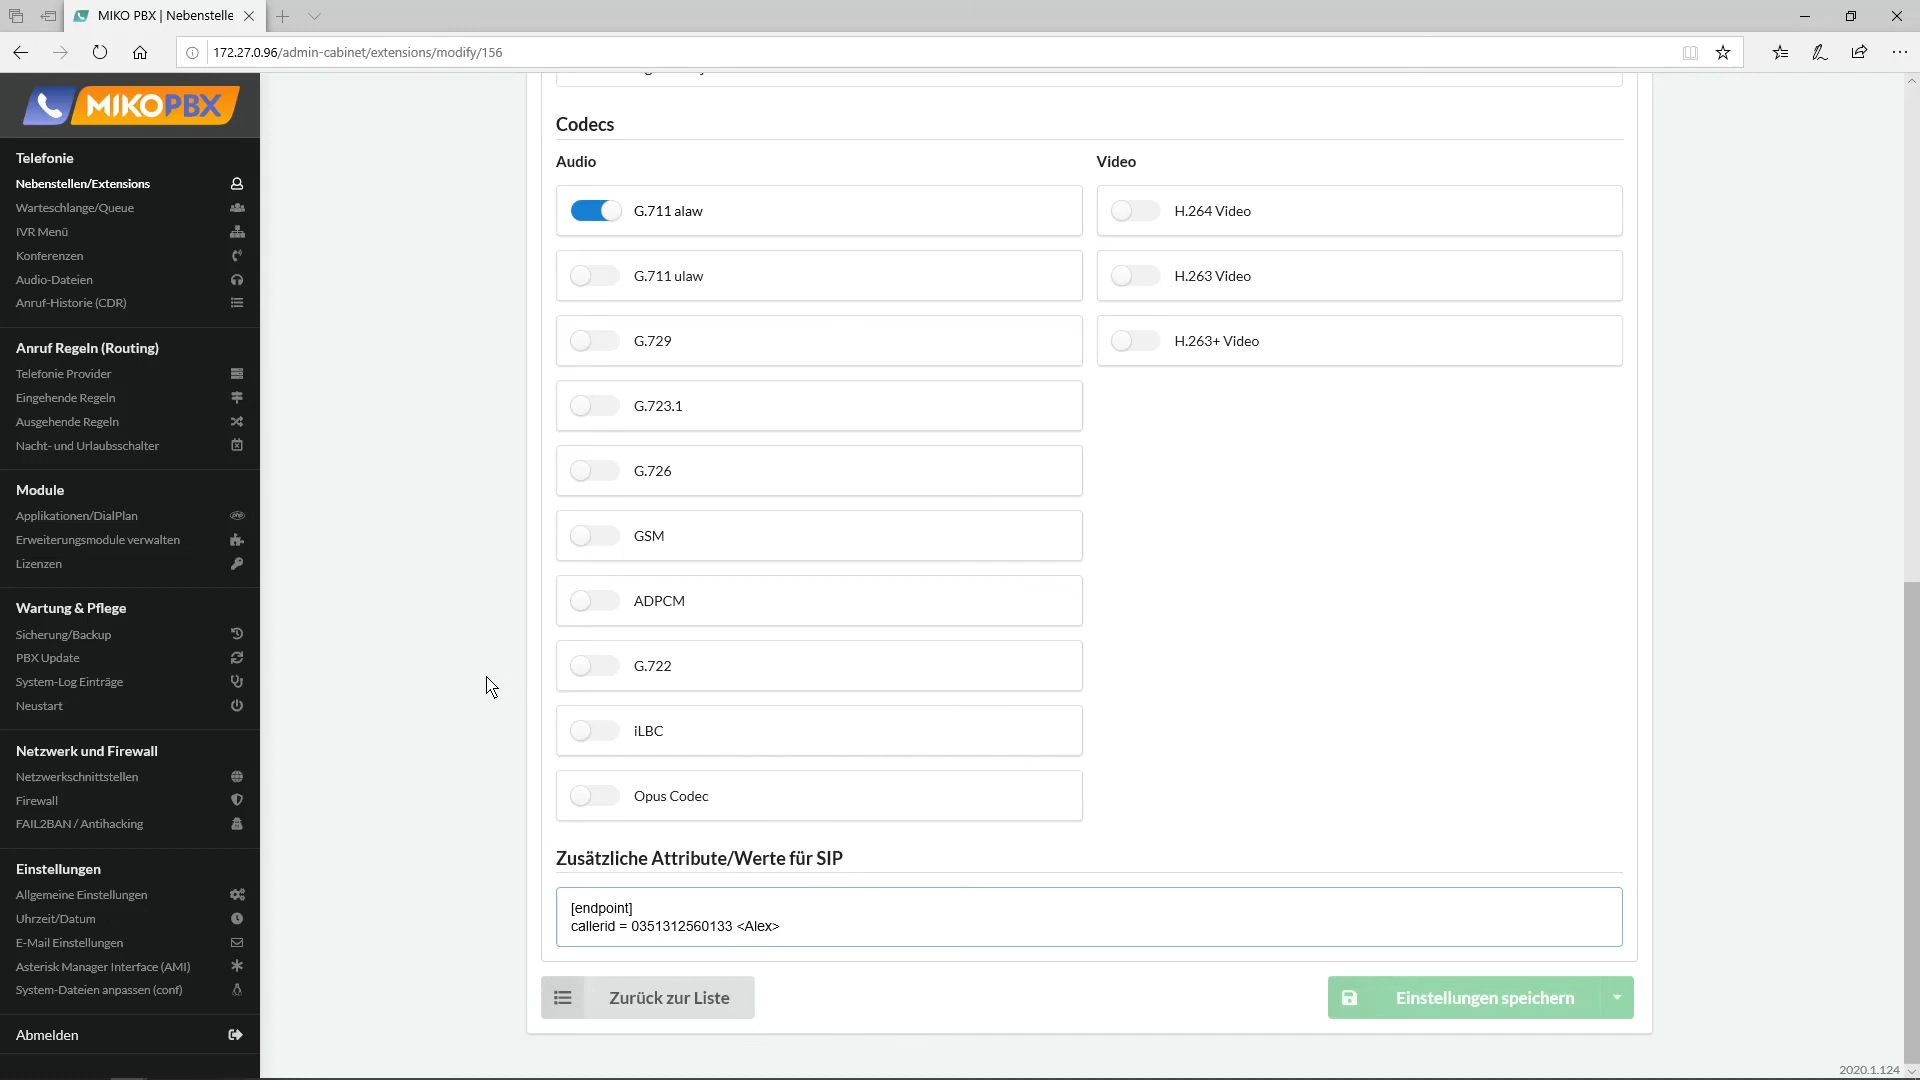 MIKO PBX | Nebenstelle
172.27.0.96/admin-cabinet/extensions/modify/156
MIKOPBX
Telefonie
Nebenstellen/Extensions
Warteschlange/Queue
IVR Menü
Konferenzen
Audio-Dateien
Anruf-Historie (CDR)
Anruf Regeln (Routing)
Telefonie Provider
Eingehende Regeln
Ausgehende Regeln
Nacht- und Urlaubsschalter
Module
Applikationen/DialPlan
Erweiterungsmodule verwalten
Lizenzen
Wartung & Pflege
Sicherung/Backup
PBX Update
System-Log Einträge
Neustart
Netzwerk und Firewall
Netzwerkschnittstellen
Firewall
FAIL2BAN / Antihacking
Einstellungen
Allgemeine Einstellungen
Uhrzeit/Datum
E-Mail Einstellungen
Asterisk Manager Interface (AMI)
System-Dateien anpassen (conf)
Abmelden
Codecs
Audio
Video
G.711 alaw
H.264 Video
G.711 ulaw
H.263 Video
G.729
H.263+ Video
G.723.1
G.726
GSM
ADPCM
G.722
iLBC
Opus Codec
Zusätzliche Attribute/Werte für SIP
[endpoint]
callerid = 0351312560133 <Alex>
Zurück zur Liste
Einstellungen speichern
2020.1.124